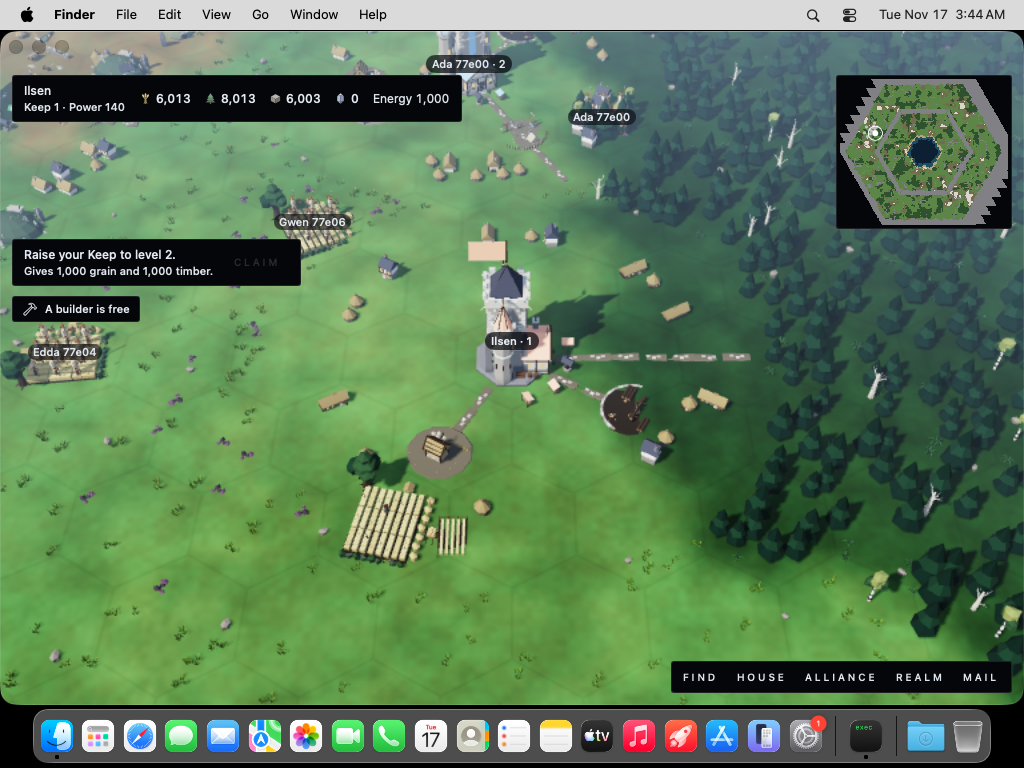 Finder File Edit View Go Window Help
Tue Nov 17 3:44 AM
Ada 77e00 · 2
Ilsen
Keep 1 · Power 140
6,013
8,013
6,003
0
Energy 1,000
Ada 77e00
Gwen 77e06
Raise your Keep to level 2.
Gives 1,000 grain and 1,000 timber.
CLAIM
A builder is free
Ilsen · 1
Edda 77e04
FIND HOUSE ALLIANCE REALM MAIL
Tue
17
tv
1
exec